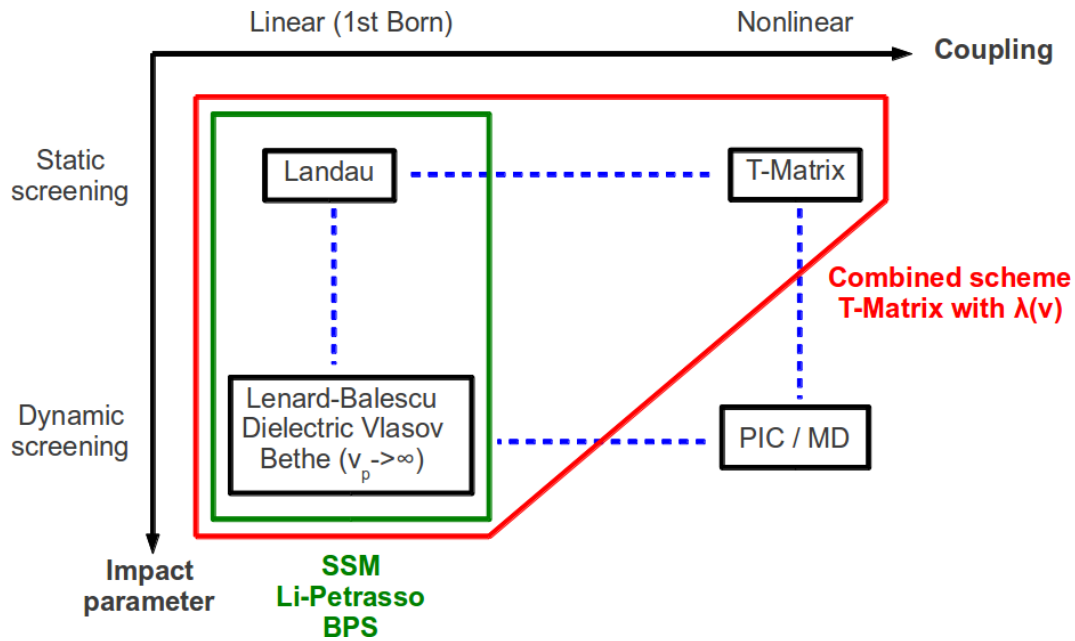 Linear (1st Born)
Nonlinear
Coupling
Static
screening
Landau
T-Matrix
Combined scheme
T-Matrix with λ(v)
Dynamic
screening
Lenard-Balescu
Dielectric Vlasov
Bethe (v_p->∞)
PIC / MD
Impact
parameter
SSM
Li-Petrasso
BPS